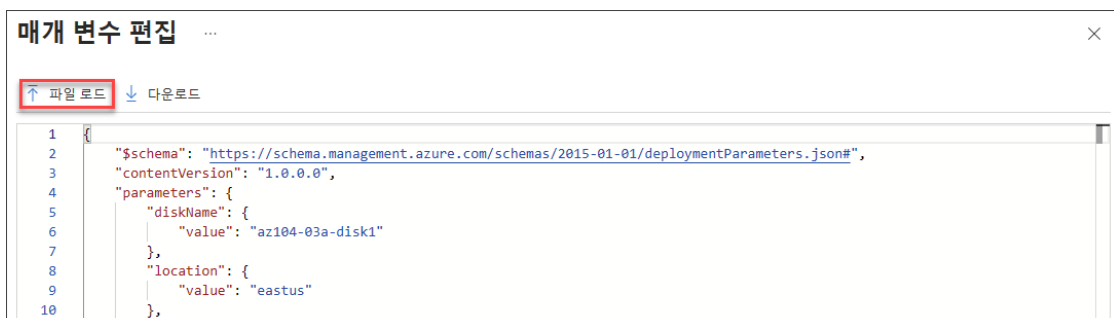 매개 변수 편집 ...
파일 로드 다운로드
1 {
2 "$schema": "https://schema.management.azure.com/schemas/2015-01-01/deploymentParameters.json#",
3 "contentVersion": "1.0.0.0",
4 "parameters": {
5 "diskName": {
6 "value": "az104-03a-disk1"
7 },
8 "location": {
9 "value": "eastus"
10 },